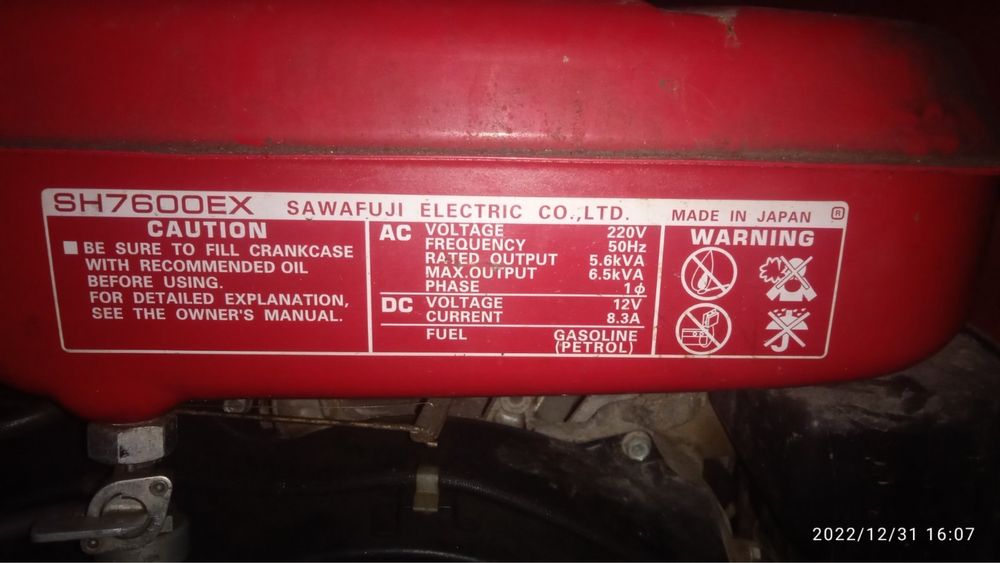 SH7600EX SAWAFUJI ELECTRIC CO.,LTD. MADE IN JAPAN ®
CAUTION
■ BE SURE TO FILL CRANKCASE
WITH RECOMMENDED OIL
BEFORE USING.
FOR DETAILED EXPLANATION,
SEE THE OWNER'S MANUAL.
AC VOLTAGE 220V
FREQUENCY 50Hz
RATED OUTPUT 5.6kVA
MAX.OUTPUT 6.5kVA
PHASE 1ϕ
DC VOLTAGE 12V
CURRENT 8.3A
FUEL GASOLINE
(PETROL)
WARNING
2022/12/31 16:07